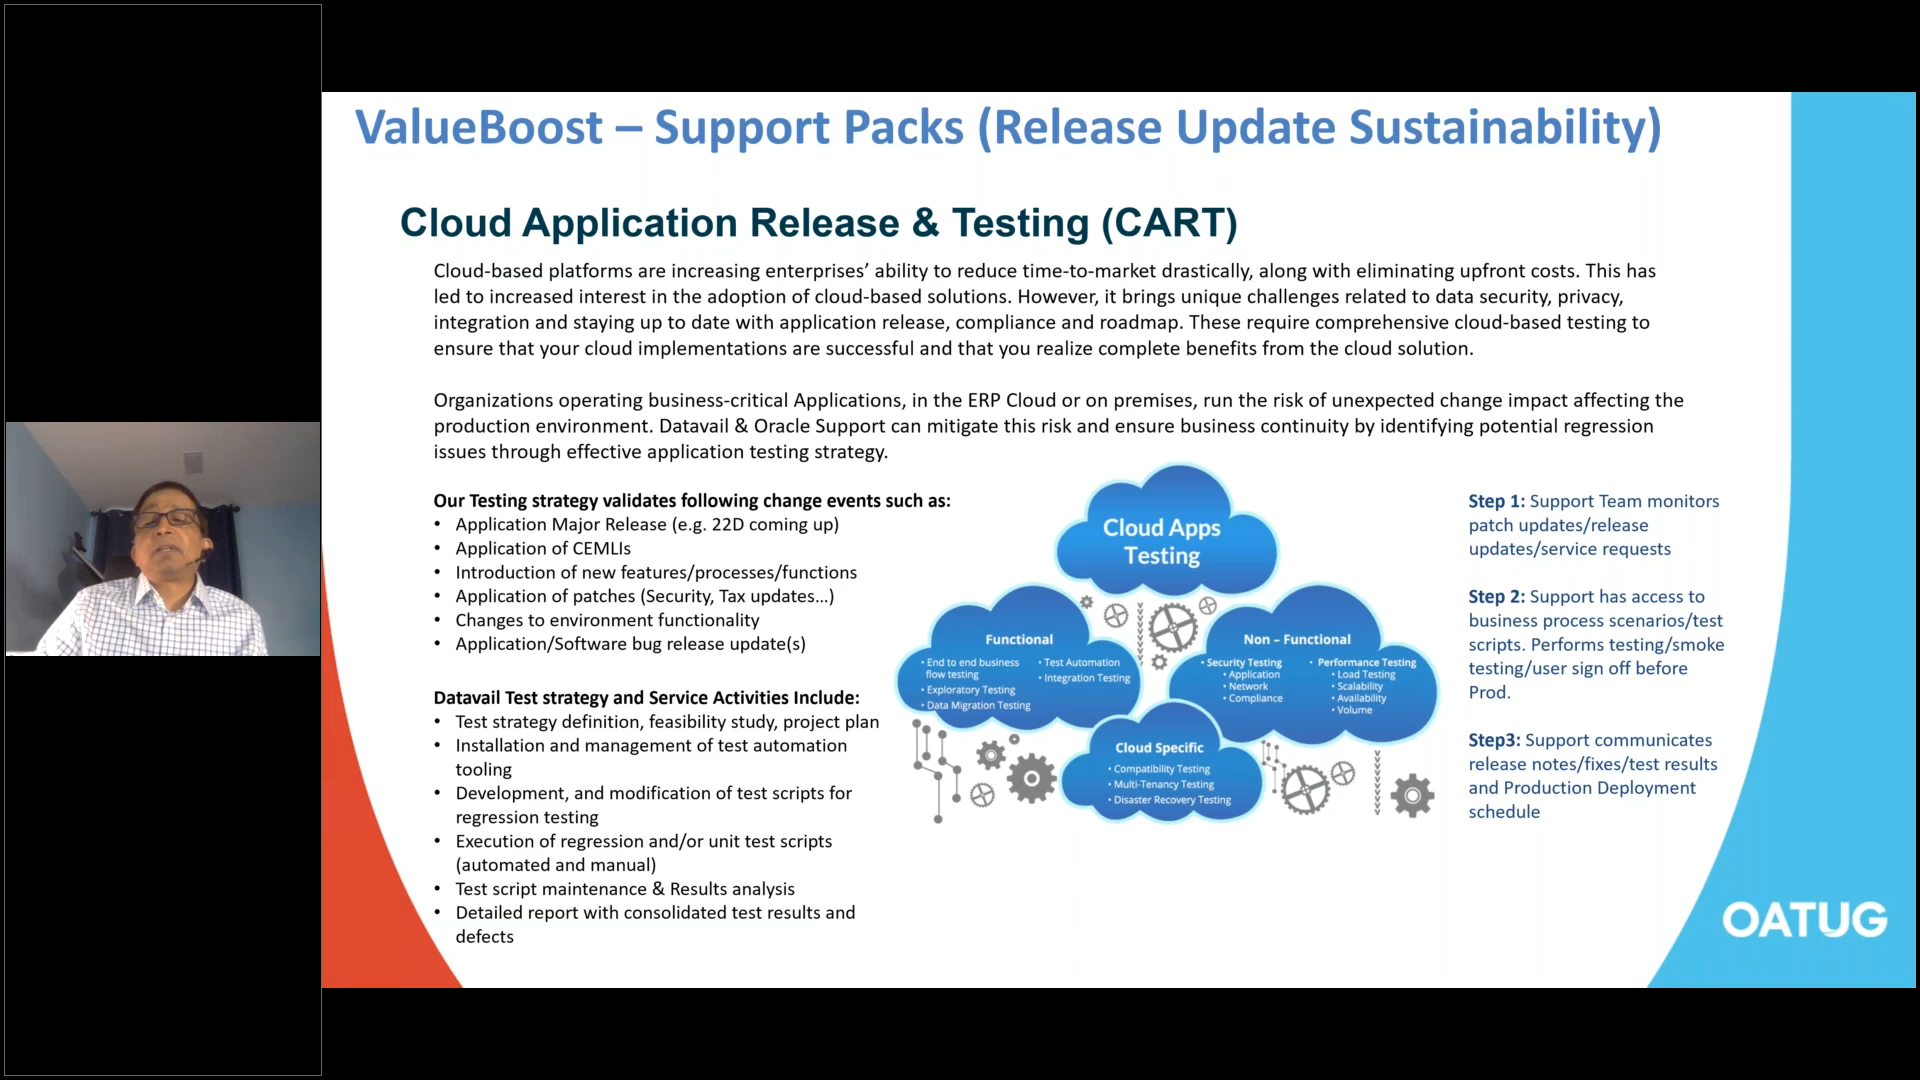 ValueBoost – Support Packs (Release Update Sustainability)
Cloud Application Release & Testing (CART)
Cloud-based platforms are increasing enterprises’ ability to reduce time-to-market drastically, along with eliminating upfront costs. This has
led to increased interest in the adoption of cloud-based solutions. However, it brings unique challenges related to data security, privacy,
integration and staying up to date with application release, compliance and roadmap. These require comprehensive cloud-based testing to
ensure that your cloud implementations are successful and that you realize complete benefits from the cloud solution.
Organizations operating business-critical Applications, in the ERP Cloud or on premises, run the risk of unexpected change impact affecting the
production environment. Datavail & Oracle Support can mitigate this risk and ensure business continuity by identifying potential regression
issues through effective application testing strategy.
Our Testing strategy validates following change events such as:
• Application Major Release (e.g. 22D coming up)
• Application of CEMLIs
• Introduction of new features/processes/functions
• Application of patches (Security, Tax updates…)
• Changes to environment functionality
• Application/Software bug release update(s)
Datavail Test strategy and Service Activities Include:
• Test strategy definition, feasibility study, project plan
• Installation and management of test automation
tooling
• Development, and modification of test scripts for
regression testing
• Execution of regression and/or unit test scripts
(automated and manual)
• Test script maintenance & Results analysis
• Detailed report with consolidated test results and
defects
Cloud Apps
Testing
Functional
• End to end business
flow testing
• Exploratory Testing
• Data Migration Testing
• Test Automation
• Integration Testing
Non – Functional
• Security Testing
• Application
• Network
• Compliance
• Performance Testing
• Load Testing
• Scalability
• Availability
• Volume
Cloud Specific
• Compatibility Testing
• Multi-Tenancy Testing
• Disaster Recovery Testing
Step 1: Support Team monitors
patch updates/release
updates/service requests
Step 2: Support has access to
business process scenarios/test
scripts. Performs testing/smoke
testing/user sign off before
Prod.
Step3: Support communicates
release notes/fixes/test results
and Production Deployment
schedule
OATUG